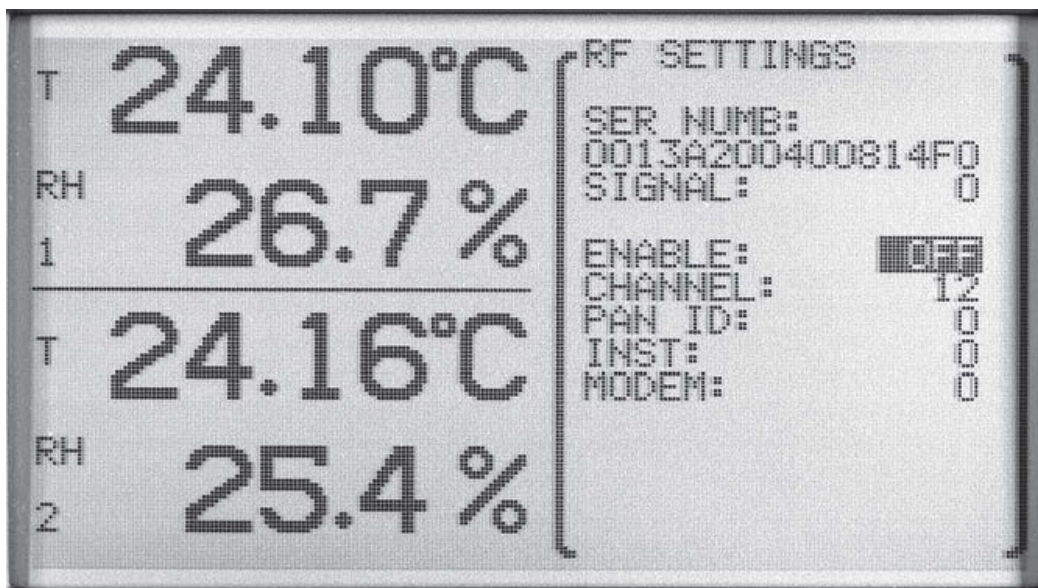 T 24.10°C
RH 26.7 %
1
T 24.16°C
RH 25.4 %
2
RF SETTINGS
SER NUMB:
0013A200400814F0
SIGNAL: 0
ENABLE: OFF
CHANNEL: 12
PAN ID: 0
INST: 0
MODEM: 0